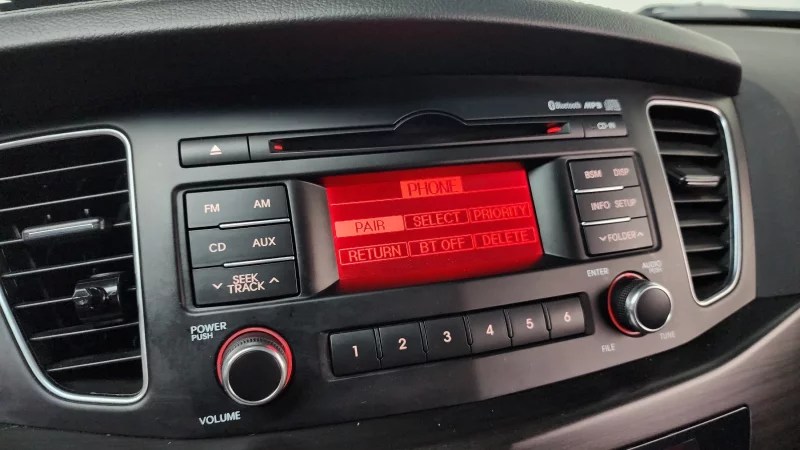 Bluetooth MP3
CD-IN
PHONE
PAIR SELECT PRIORITY
RETURN BT OFF DELETE
FM AM
CD AUX
SEEK
TRACK
BSM DISP
INFO SETUP
FOLDER
POWER
PUSH
VOLUME
1 2 3 4 5 6
ENTER
AUDIO
PUSH
FILE
TUNE